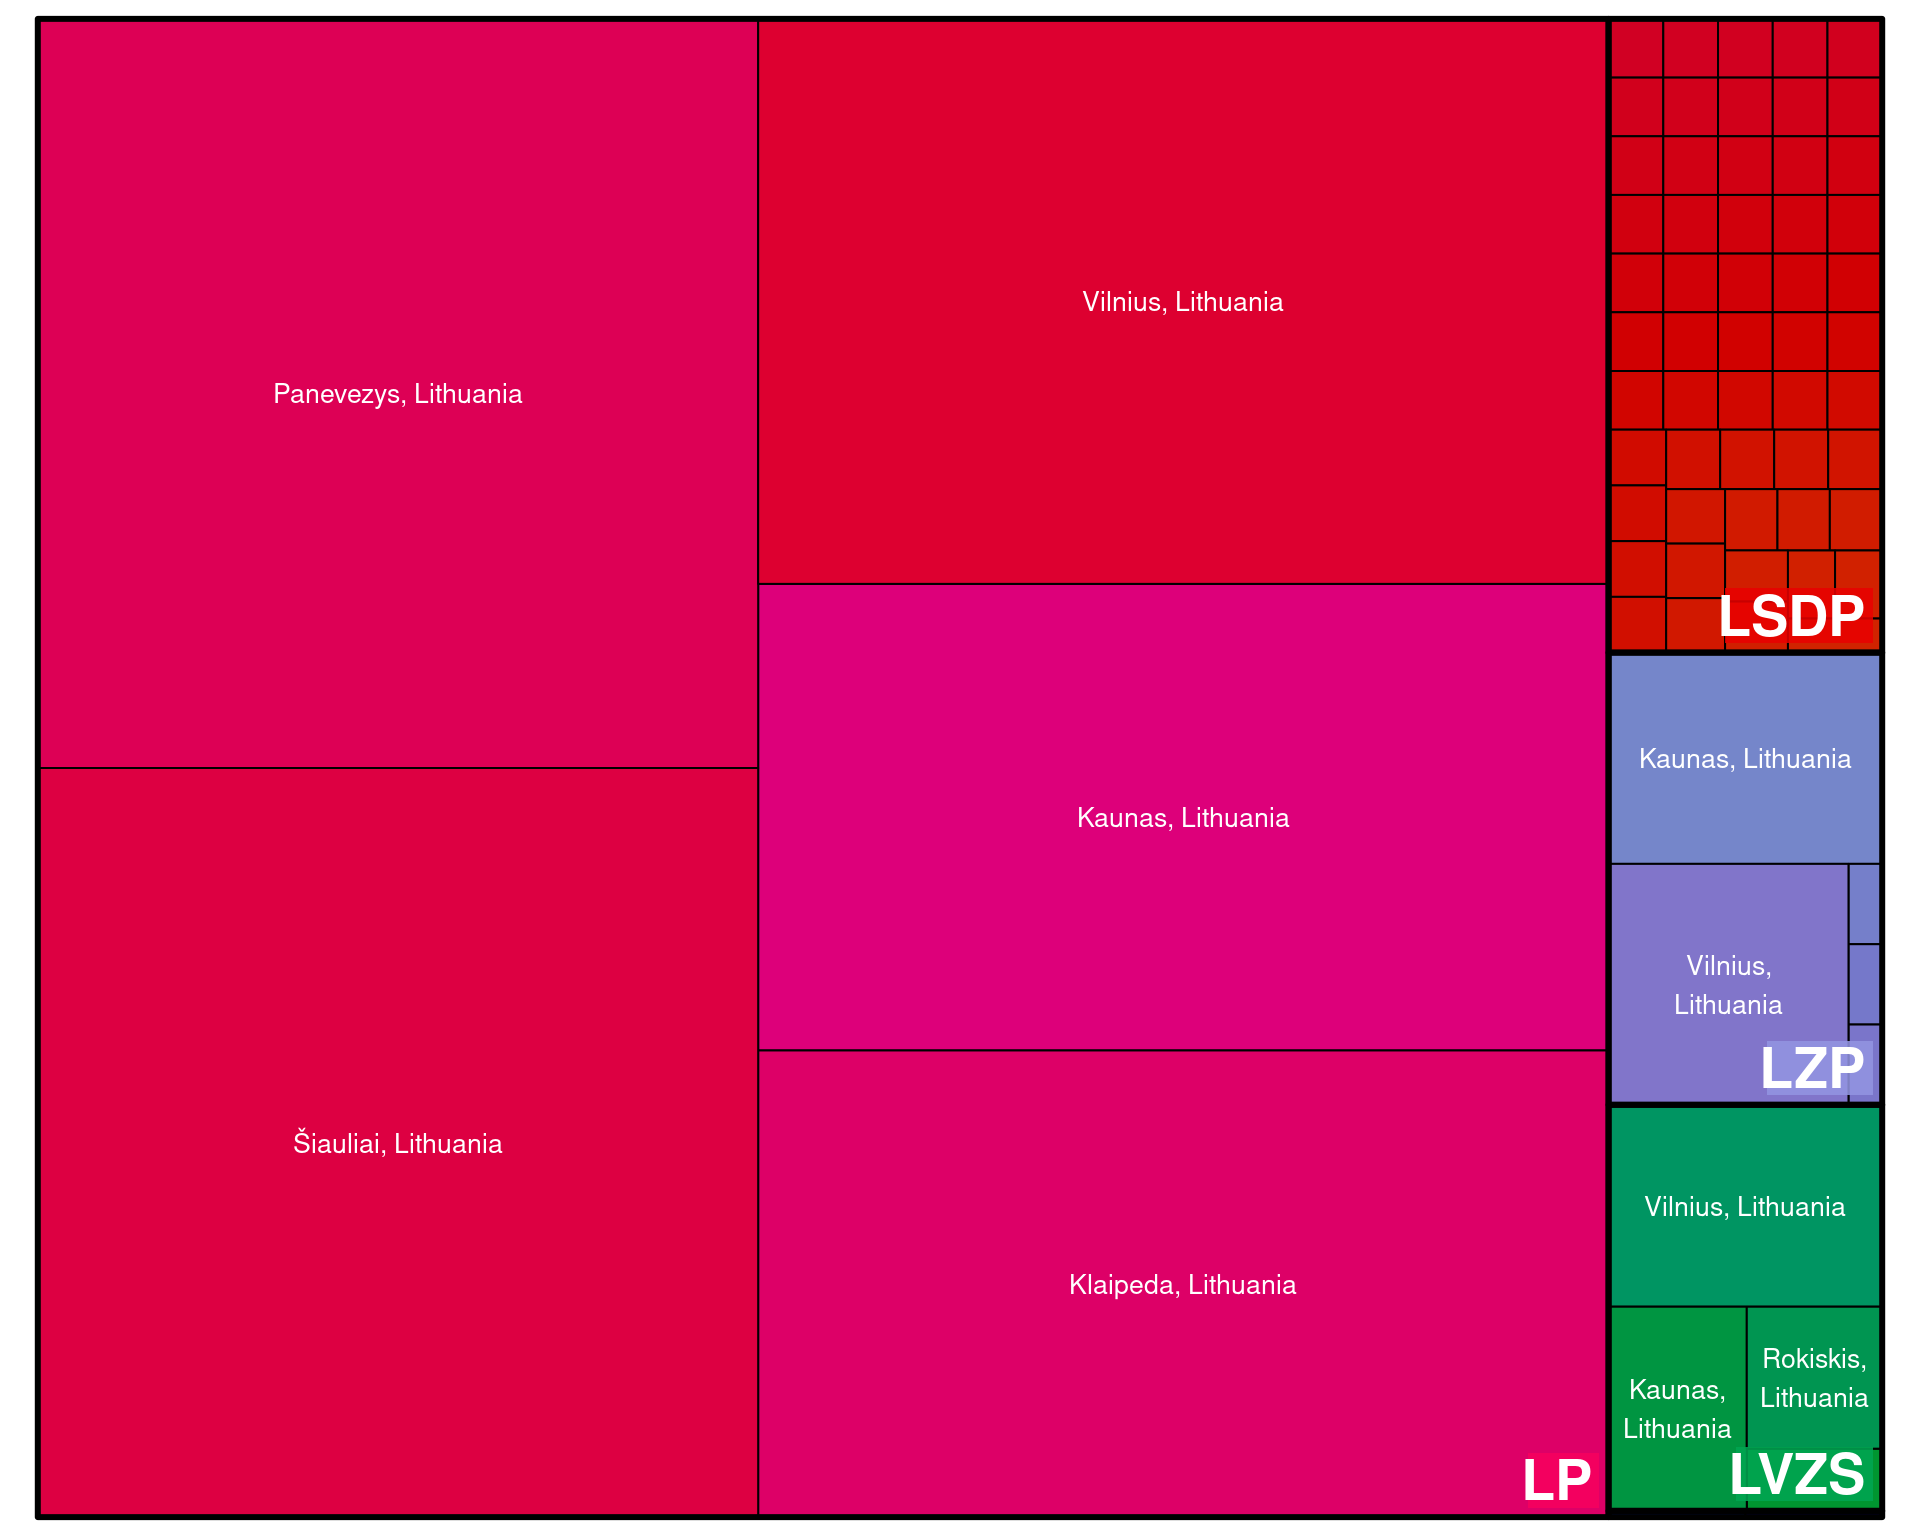 Panevezys, Lithuania
Šiauliai, Lithuania
Vilnius, Lithuania
Kaunas, Lithuania
Klaipeda, Lithuania
LP
LSDP
Kaunas, Lithuania
Vilnius,
Lithuania
LZP
Vilnius, Lithuania
Kaunas,
Lithuania
Rokiskis,
Lithuania
LVZS